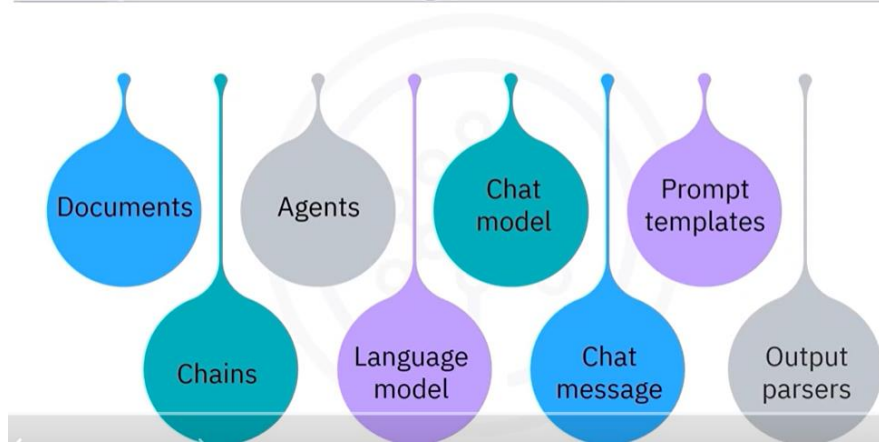 Documents
Chains
Agents
Language
model
Chat
model
Chat
message
Prompt
templates
Output
parsers